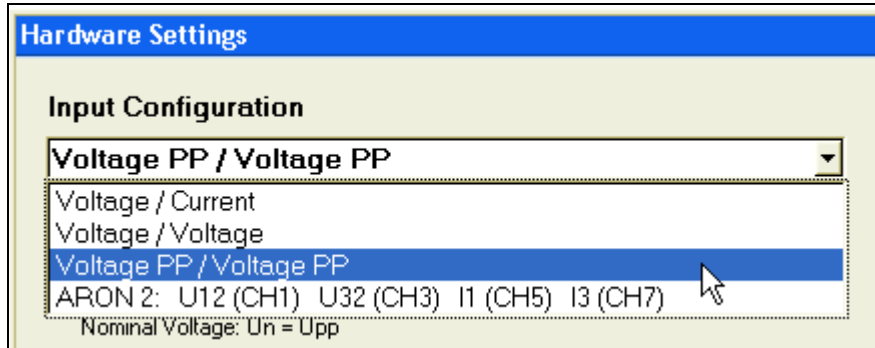 Hardware Settings
Input Configuration
Voltage PP / Voltage PP
Voltage / Current
Voltage / Voltage
Voltage PP / Voltage PP
ARON 2: U12 (CH1) U32 (CH3) I1 (CH5) I3 (CH7)
Nominal Voltage: Un = Upp